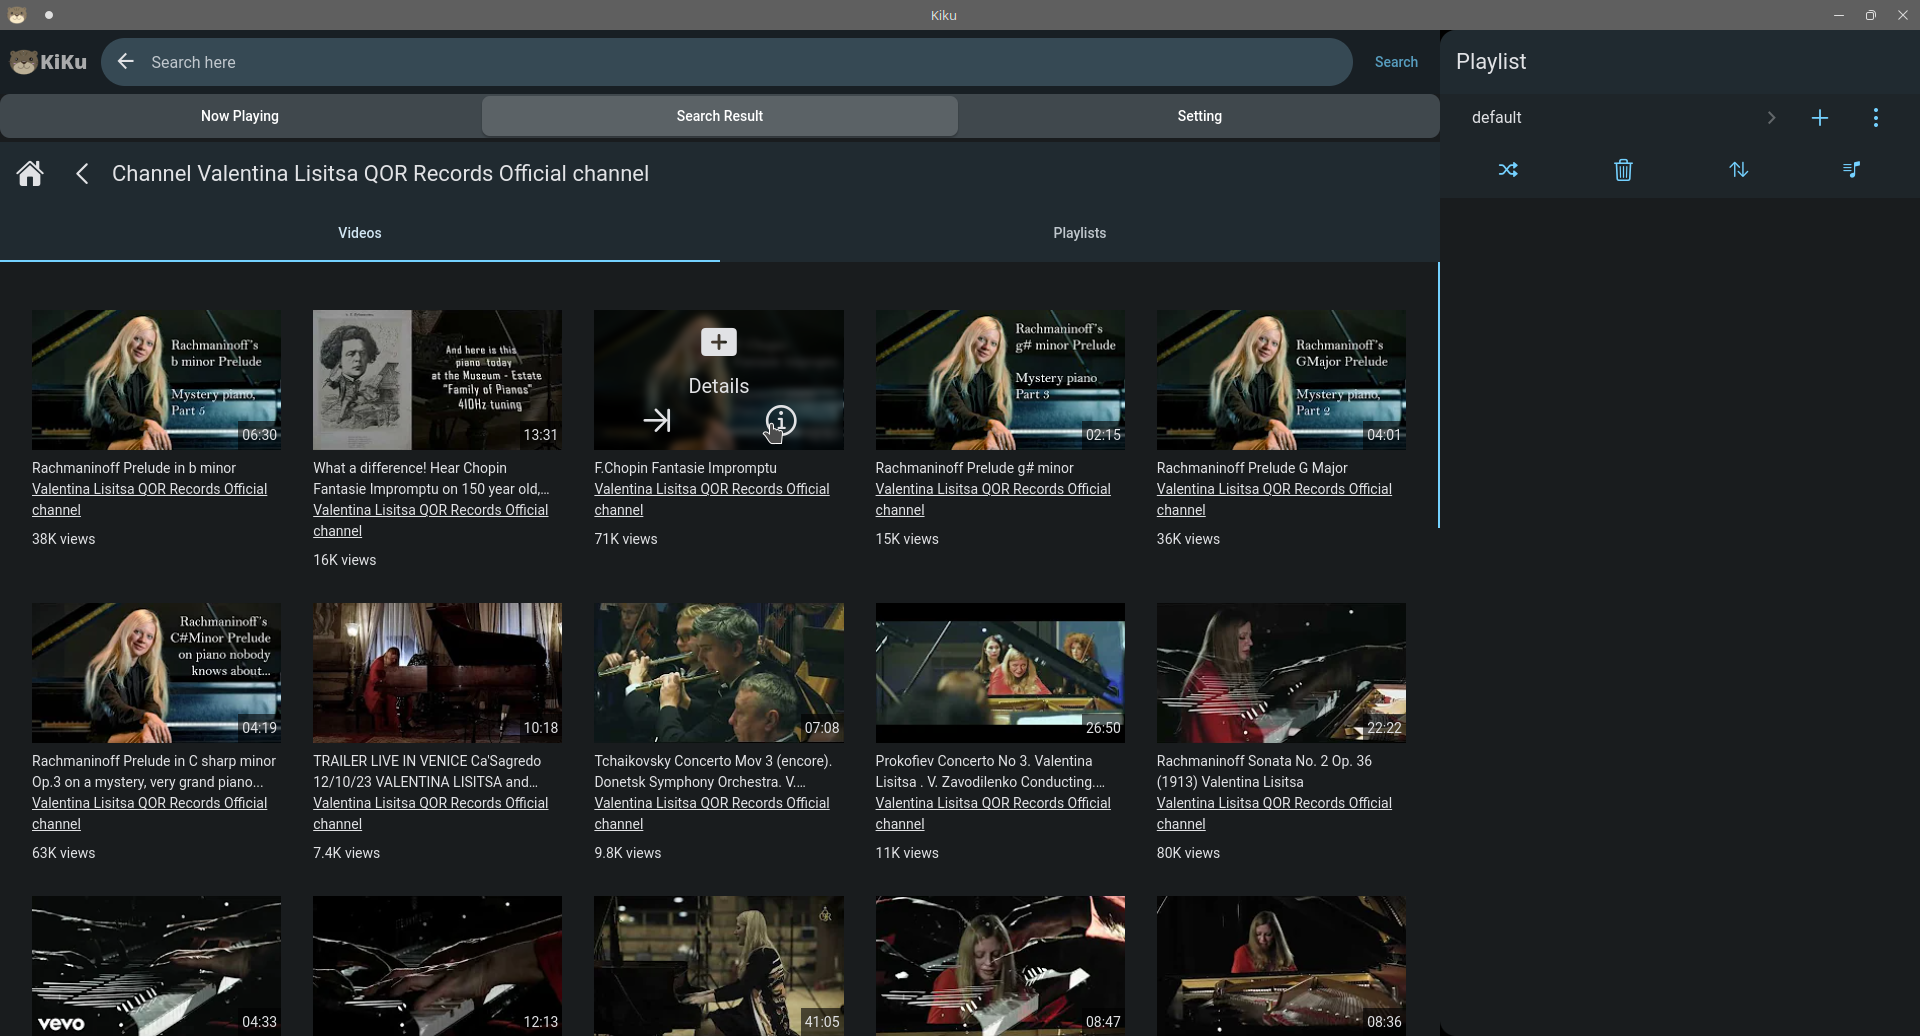 Kiku
KiKu
Search here
Search
Now Playing
Search Result
Setting
Channel Valentina Lisitsa QOR Records Official channel
Videos
Playlists
Playlist
default
Rachmaninoff's
b minor Prelude
Mystery piano,
Part 5
06:30
Rachmaninoff Prelude in b minor
Valentina Lisitsa QOR Records Official
channel
38K views
And here is this
piano today
at the Museum - Estate
"Family of Pianos"
410Hz tuning
13:31
What a difference! Hear Chopin
Fantasie Impromptu on 150 year old,...
Valentina Lisitsa QOR Records Official
channel
16K views
Details
F.Chopin Fantasie Impromptu
Valentina Lisitsa QOR Records Official
channel
71K views
Rachmaninoff's
g# minor Prelude
Mystery piano
Part 3
02:15
Rachmaninoff Prelude g# minor
Valentina Lisitsa QOR Records Official
channel
15K views
Rachmaninoff's
GMajor Prelude
Mystery piano,
Part 2
04:01
Rachmaninoff Prelude G Major
Valentina Lisitsa QOR Records Official
channel
36K views
Rachmaninoff's
C#Minor Prelude
on piano nobody
knows about...
04:19
Rachmaninoff Prelude in C sharp minor
Op.3 on a mystery, very grand piano...
Valentina Lisitsa QOR Records Official
channel
63K views
10:18
TRAILER LIVE IN VENICE Ca'Sagredo
12/10/23 VALENTINA LISITSA and...
Valentina Lisitsa QOR Records Official
channel
7.4K views
07:08
Tchaikovsky Concerto Mov 3 (encore).
Donetsk Symphony Orchestra. V....
Valentina Lisitsa QOR Records Official
channel
9.8K views
26:50
Prokofiev Concerto No 3. Valentina
Lisitsa . V. Zavodilenko Conducting....
Valentina Lisitsa QOR Records Official
channel
11K views
22:22
Rachmaninoff Sonata No. 2 Op. 36
(1913) Valentina Lisitsa
Valentina Lisitsa QOR Records Official
channel
80K views
vevo
04:33
12:13
41:05
08:47
08:36